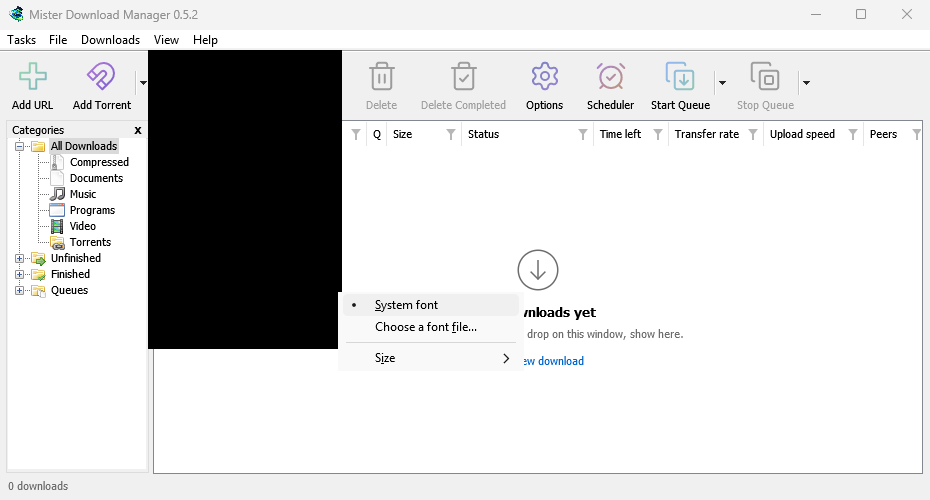 Mister Download Manager 0.5.2
Tasks File Downloads View Help
Add URL Add Torrent Delete Delete Completed Options Scheduler Start Queue Stop Queue
Categories x
Q Size Status Time left Transfer rate Upload speed Peers
All Downloads
Compressed
Documents
Music
Programs
Video
Torrents
Unfinished
Finished
Queues
System font
Choose a font file...
Size
yet
drop on this window, show here.
download
0 downloads